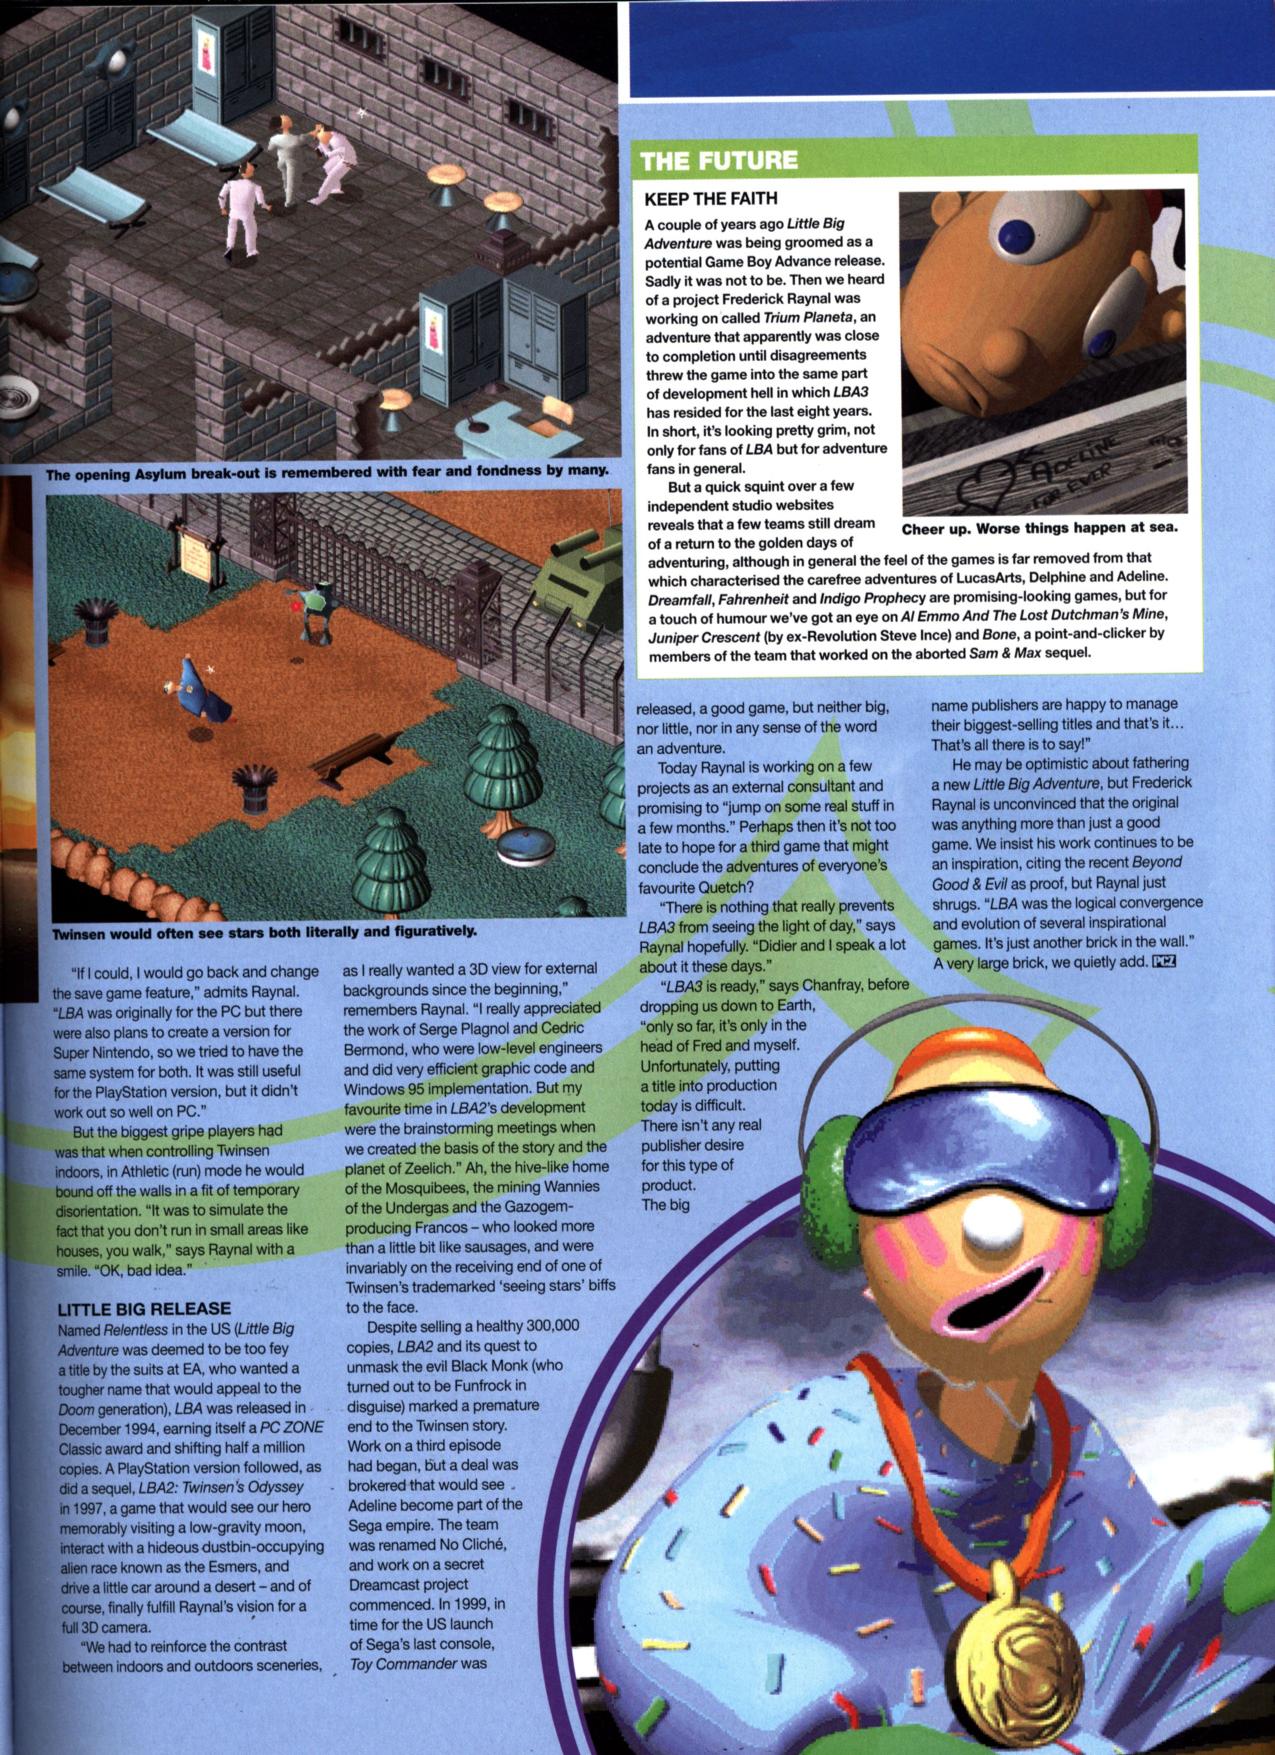 The opening Asylum break-out is remembered with fear and fondness by many.
Twinsen would often see stars both literally and figuratively.
"If I could, I would go back and change
the save game feature," admits Raynal.
"LBA was originally for the PC but there
were also plans to create a version for
Super Nintendo, so we tried to have the
same system for both. It was still useful
for the PlayStation version, but it didn't
work out so well on PC."
But the biggest gripe players had
was that when controlling Twinsen
indoors, in Athletic (run) mode he would
bound off the walls in a fit of temporary
disorientation. "It was to simulate the
fact that you don't run in small areas like
houses, you walk," says Raynal with a
smile. "OK, bad idea."
LITTLE BIG RELEASE
Named Relentless in the US (Little Big
Adventure was deemed to be too fey
a title by the suits at EA, who wanted a
tougher name that would appeal to the
Doom generation), LBA was released in
December 1994, earning itself a PC ZONE
Classic award and shifting half a million
copies. A PlayStation version followed, as
did a sequel, LBA2: Twinsen's Odyssey
in 1997, a game that would see our hero
memorably visiting a low-gravity moon,
interact with a hideous dustbin-occupying
alien race known as the Esmers, and
drive a little car around a desert – and of
course, finally fulfill Raynal's vision for a
full 3D camera.
"We had to reinforce the contrast
between indoors and outdoors sceneries,
as I really wanted a 3D view for external
backgrounds since the beginning,"
remembers Raynal. "I really appreciated
the work of Serge Plagnol and Cedric
Bermond, who were low-level engineers
and did very efficient graphic code and
Windows 95 implementation. But my
favourite time in LBA2's development
were the brainstorming meetings when
we created the basis of the story and the
planet of Zeelich." Ah, the hive-like home
of the Mosquibees, the mining Wannies
of the Undergas and the Gazogem-
producing Francos – who looked more
than a little bit like sausages, and were
invariably on the receiving end of one of
Twinsen's trademarked 'seeing stars' biffs
to the face.
Despite selling a healthy 300,000
copies, LBA2 and its quest to
unmask the evil Black Monk (who
turned out to be Funfrock in
disguise) marked a premature
end to the Twinsen story.
Work on a third episode
had began, but a deal was
brokered that would see
Adeline become part of the
Sega empire. The team
was renamed No Cliché,
and work on a secret
Dreamcast project
commenced. In 1999, in
time for the US launch
of Sega's last console,
Toy Commander was
released, a good game, but neither big,
nor little, nor in any sense of the word
an adventure.
Today Raynal is working on a few
projects as an external consultant and
promising to "jump on some real stuff in
a few months." Perhaps then it's not too
late to hope for a third game that might
conclude the adventures of everyone's
favourite Quetch?
"There is nothing that really prevents
LBA3 from seeing the light of day," says
Raynal hopefully. "Didier and I speak a lot
about it these days."
"LBA3 is ready," says Chanfray, before
dropping us down to Earth,
"only so far, it's only in the
head of Fred and myself.
Unfortunately, putting
a title into production
today is difficult.
There isn't any real
publisher desire
for this type of
product.
The big
name publishers are happy to manage
their biggest-selling titles and that's it...
That's all there is to say!"
He may be optimistic about fathering
a new Little Big Adventure, but Frederick
Raynal is unconvinced that the original
was anything more than just a good
game. We insist his work continues to be
an inspiration, citing the recent Beyond
Good & Evil as proof, but Raynal just
shrugs. "LBA was the logical convergence
and evolution of several inspirational
games. It's just another brick in the wall."
A very large brick, we quietly add. PCZ
THE FUTURE
KEEP THE FAITH
A couple of years ago Little Big
Adventure was being groomed as a
potential Game Boy Advance release.
Sadly it was not to be. Then we heard
of a project Frederick Raynal was
working on called Trium Planeta, an
adventure that apparently was close
to completion until disagreements
threw the game into the same part
of development hell in which LBA3
has resided for the last eight years.
In short, it's looking pretty grim, not
only for fans of LBA but for adventure
fans in general.
But a quick squint over a few
independent studio websites
reveals that a few teams still dream
of a return to the golden days of
adventuring, although in general the feel of the games is far removed from that
which characterised the carefree adventures of LucasArts, Delphine and Adeline.
Dreamfall, Fahrenheit and Indigo Prophecy are promising-looking games, but for
a touch of humour we've got an eye on Al Emmo And The Lost Dutchman's Mine,
Juniper Crescent (by ex-Revolution Steve Ince) and Bone, a point-and-clicker by
members of the team that worked on the aborted Sam & Max sequel.
ADELINE
FOR EVER
Cheer up. Worse things happen at sea.